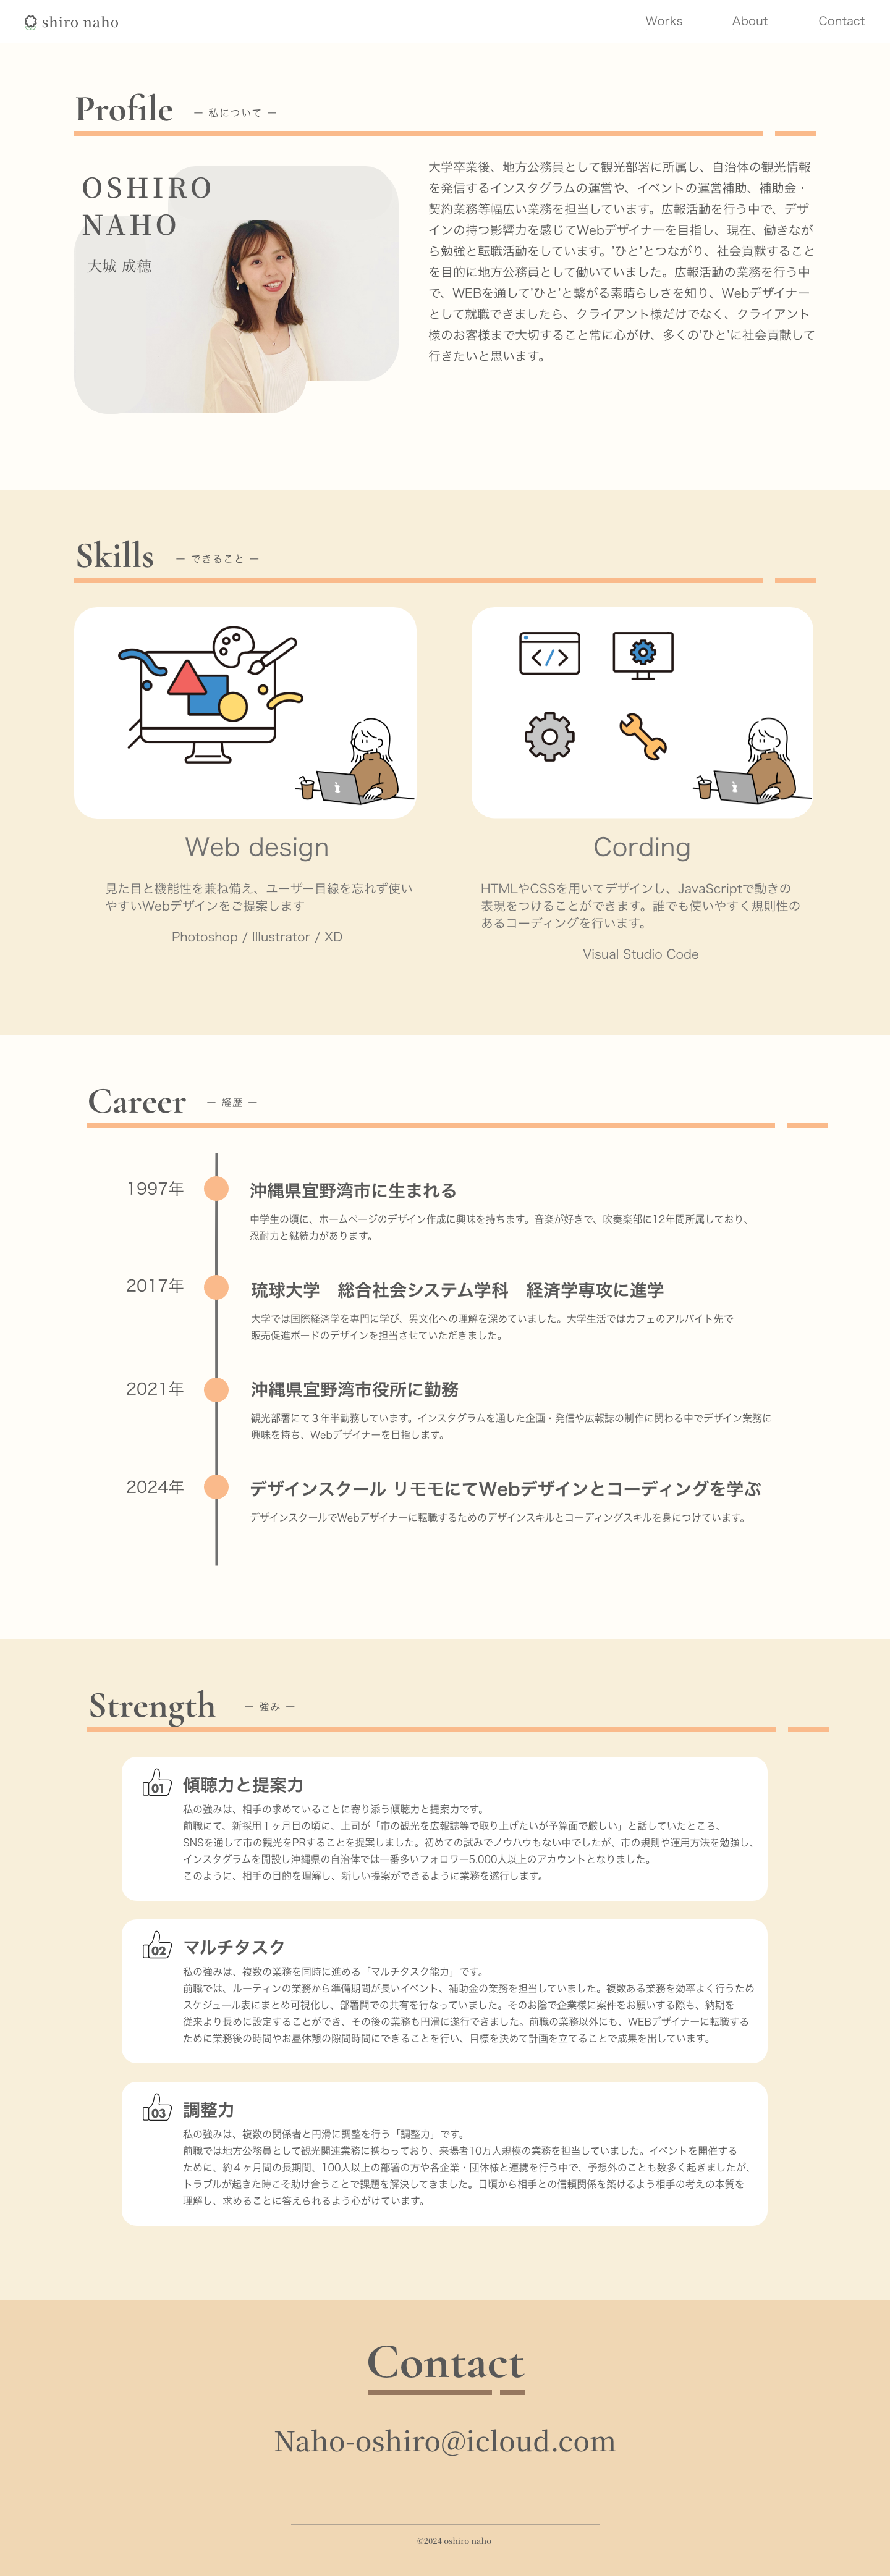 shiro naho
Works
About
Contact
Profile
— 私について —
OSHIRO
NAHO
大城 成穂
大学卒業後、地方公務員として観光部署に所属し、自治体の観光情報
を発信するインスタグラムの運営や、イベントの運営補助、補助金・
契約業務等幅広い業務を担当しています。広報活動を行う中で、デザ
インの持つ影響力を感じてWebデザイナーを目指し、現在、働きなが
ら勉強と転職活動をしています。'ひと'とつながり、社会貢献すること
を目的に地方公務員として働いていました。広報活動の業務を行う中
で、WEBを通して'ひと'と繋がる素晴らしさを知り、Webデザイナー
として就職できましたら、クライアント様だけでなく、クライアント
様のお客様まで大切すること常に心がけ、多くの'ひと'に社会貢献して
行きたいと思います。
Skills
— できること —
</>
Web design
見た目と機能性を兼ね備え、ユーザー目線を忘れず使い
やすいWebデザインをご提案します
Photoshop / Illustrator / XD
Cording
HTMLやCSSを用いてデザインし、JavaScriptで動きの
表現をつけることができます。誰でも使いやすく規則性の
あるコーディングを行います。
Visual Studio Code
Career
— 経歴 —
1997年
沖縄県宜野湾市に生まれる
中学生の頃に、ホームページのデザイン作成に興味を持ちます。音楽が好きで、吹奏楽部に12年間所属しており、
忍耐力と継続力があります。
2017年
琉球大学　総合社会システム学科　経済学専攻に進学
大学では国際経済学を専門に学び、異文化への理解を深めていました。大学生活ではカフェのアルバイト先で
販売促進ボードのデザインを担当させていただきました。
2021年
沖縄県宜野湾市役所に勤務
観光部署にて３年半勤務しています。インスタグラムを通した企画・発信や広報誌の制作に関わる中でデザイン業務に
興味を持ち、Webデザイナーを目指します。
2024年
デザインスクール リモモにてWebデザインとコーディングを学ぶ
デザインスクールでWebデザイナーに転職するためのデザインスキルとコーディングスキルを身につけています。
Strength
— 強み —
01
傾聴力と提案力
私の強みは、相手の求めていることに寄り添う傾聴力と提案力です。
前職にて、新採用１ヶ月目の頃に、上司が「市の観光を広報誌等で取り上げたいが予算面で厳しい」と話していたところ、
SNSを通して市の観光をPRすることを提案しました。初めての試みでノウハウもない中でしたが、市の規則や運用方法を勉強し、
インスタグラムを開設し沖縄県の自治体では一番多いフォロワー5,000人以上のアカウントとなりました。
このように、相手の目的を理解し、新しい提案ができるように業務を遂行します。
02
マルチタスク
私の強みは、複数の業務を同時に進める「マルチタスク能力」です。
前職では、ルーティンの業務から準備期間が長いイベント、補助金の業務を担当していました。複数ある業務を効率よく行うため
スケジュール表にまとめ可視化し、部署間での共有を行なっていました。そのお陰で企業様に案件をお願いする際も、納期を
従来より長めに設定することができ、その後の業務も円滑に遂行できました。前職の業務以外にも、WEBデザイナーに転職する
ために業務後の時間やお昼休憩の隙間時間にできることを行い、目標を決めて計画を立てることで成果を出しています。
03
調整力
私の強みは、複数の関係者と円滑に調整を行う「調整力」です。
前職では地方公務員として観光関連業務に携わっており、来場者10万人規模の業務を担当していました。イベントを開催する
ために、約４ヶ月間の長期間、100人以上の部署の方や各企業・団体様と連携を行う中で、予想外のことも数多く起きましたが、
トラブルが起きた時こそ助け合うことで課題を解決してきました。日頃から相手との信頼関係を築けるよう相手の考えの本質を
理解し、求めることに答えられるよう心がけています。
Contact
Naho-oshiro@icloud.com
©2024 oshiro naho